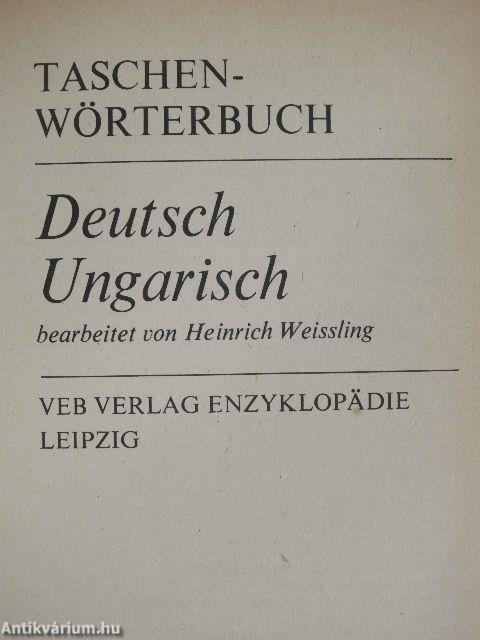 TASCHEN-
WÖRTERBUCH
Deutsch
Ungarisch
bearbeitet von Heinrich Weissling
VEB VERLAG ENZYKLOPÄDIE
LEIPZIG
Antikvárium.hu